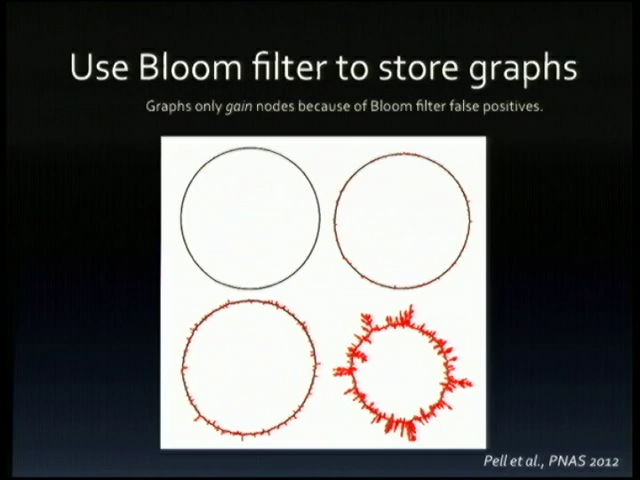 Use Bloom filter to store graphs
Graphs only gain nodes because of Bloom filter false positives.
Pell et al., PNAS 2012